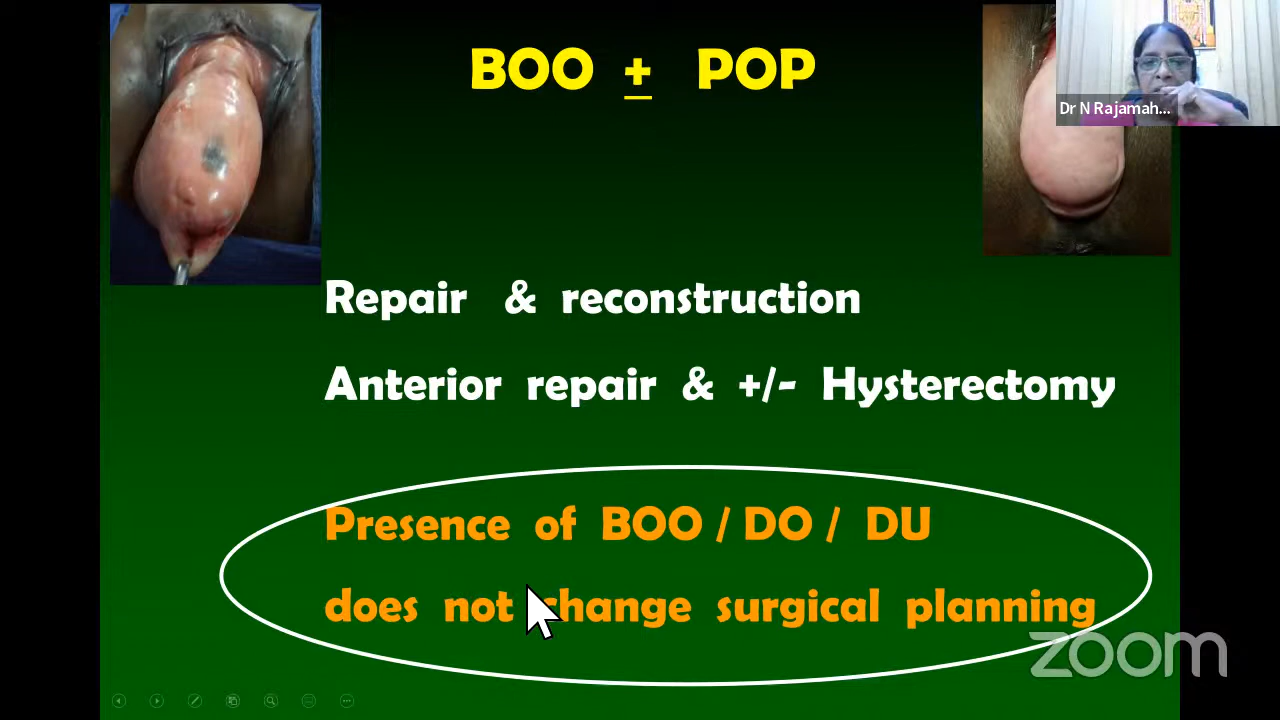 BOO ± POP
Dr N Rajamah...
Repair & reconstruction
Anterior repair & +/- Hysterectomy
Presence of BOO / DO / DU
does not change surgical planning
zoom